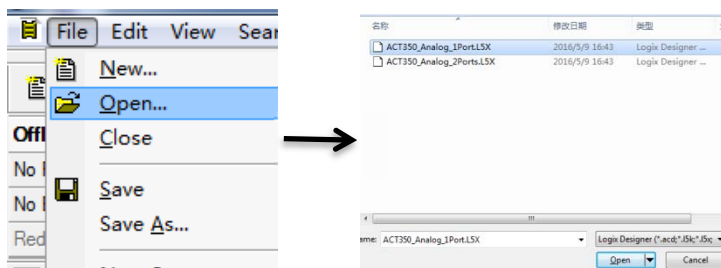 File Edit View Sear
New...
Open...
Close
Save
Save As...
Offl
No
No
Red
名称 修改日期 类型
ACT350_Analog_1Port.L5X 2016/5/9 16:43 Logix Designer ...
ACT350_Analog_2Ports.L5X 2016/5/9 16:43 Logix Designer ...
ame: ACT350_Analog_1Port.L5X Logix Designer (*.acd;*.l5k;*.l5x;
Open Cancel